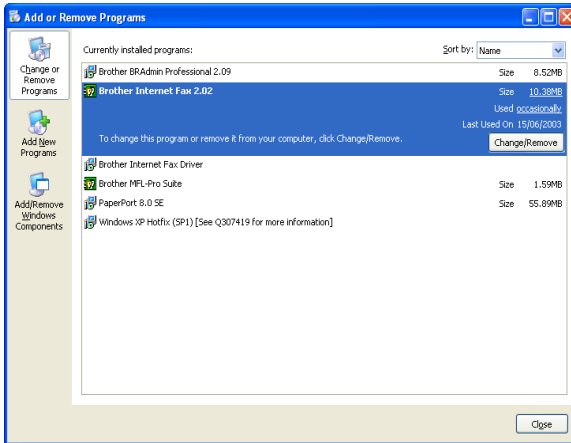 Add or Remove Programs
Change or
Remove
Programs
Add New
Programs
Add/Remove
Windows
Components
Currently installed programs:
Sort by: Name
Brother BRAdmin Professional 2.09 Size 8.52MB
Brother Internet Fax 2.02 Size 10.38MB
Used occasionally
Last Used On 15/06/2003
To change this program or remove it from your computer, click Change/Remove. Change/Remove
Brother Internet Fax Driver
Brother MFL-Pro Suite Size 1.59MB
PaperPort 8.0 SE Size 55.89MB
Windows XP Hotfix (SP1) [See Q307419 for more information]
Close